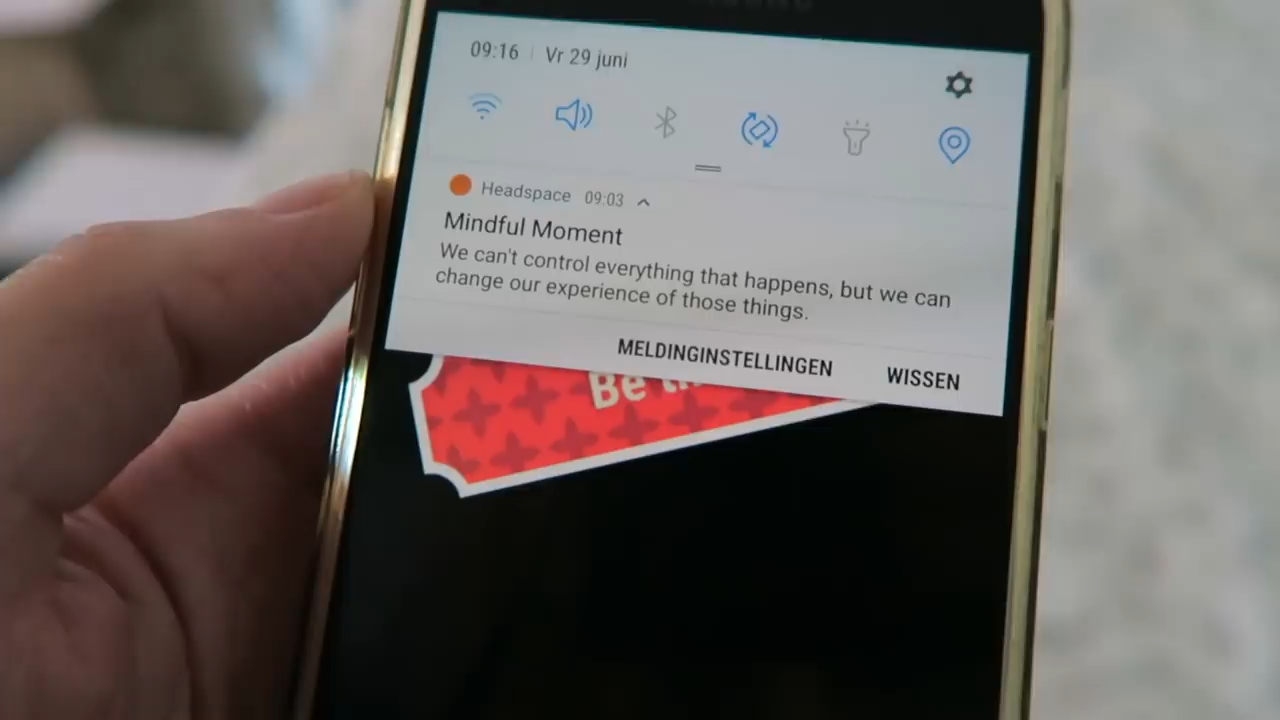 09:16 Vr 29 juni
Headspace 09:03
Mindful Moment
We can't control everything that happens, but we can
change our experience of those things.
MELDINGINSTELLINGEN WISSEN
Be